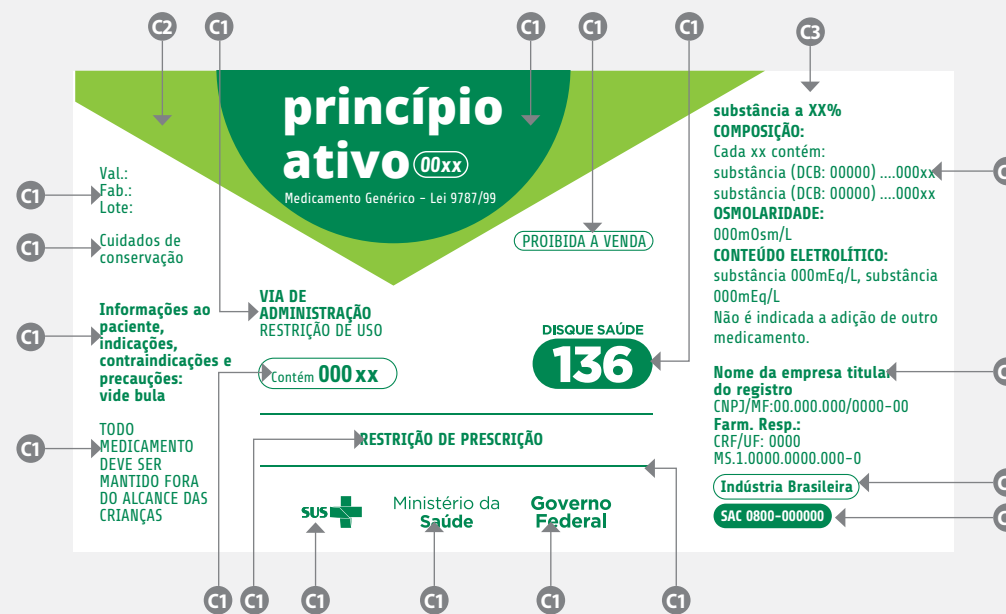 C2
C1
C1
C1
C1
C3
princípio
ativo 00xx
Medicamento Genérico - Lei 9787/99
PROIBIDA A VENDA
C1
Val.:
Fab.:
Lote:
C1
Cuidados de
conservação
C1
Informações ao
paciente,
indicações,
contraindicações e
precauções:
vide bula
C1
TODO
MEDICAMENTO
DEVE SER
MANTIDO FORA
DO ALCANCE DAS
CRIANÇAS
VIA DE
ADMINISTRAÇÃO
RESTRIÇÃO DE USO
Contém 000 xx
DISQUE SAÚDE
136
RESTRIÇÃO DE PRESCRIÇÃO
SUS
Ministério da
Saúde
Governo
Federal
substância a XX%
COMPOSIÇÃO:
Cada xx contém:
substância (DCB: 00000) ....000xx
substância (DCB: 00000) ....000xx
OSMOLARIDADE:
000mOsm/L
CONTEÚDO ELETROLÍTICO:
substância 000mEq/L, substância
000mEq/L
Não é indicada a adição de outro
medicamento.
Nome da empresa titular
do registro
CNPJ/MF:00.000.000/0000-00
Farm. Resp.:
CRF/UF: 0000
MS.1.0000.0000.000-0
Indústria Brasileira
SAC 0800-000000
C1
C1
C1
C1
C1
C1